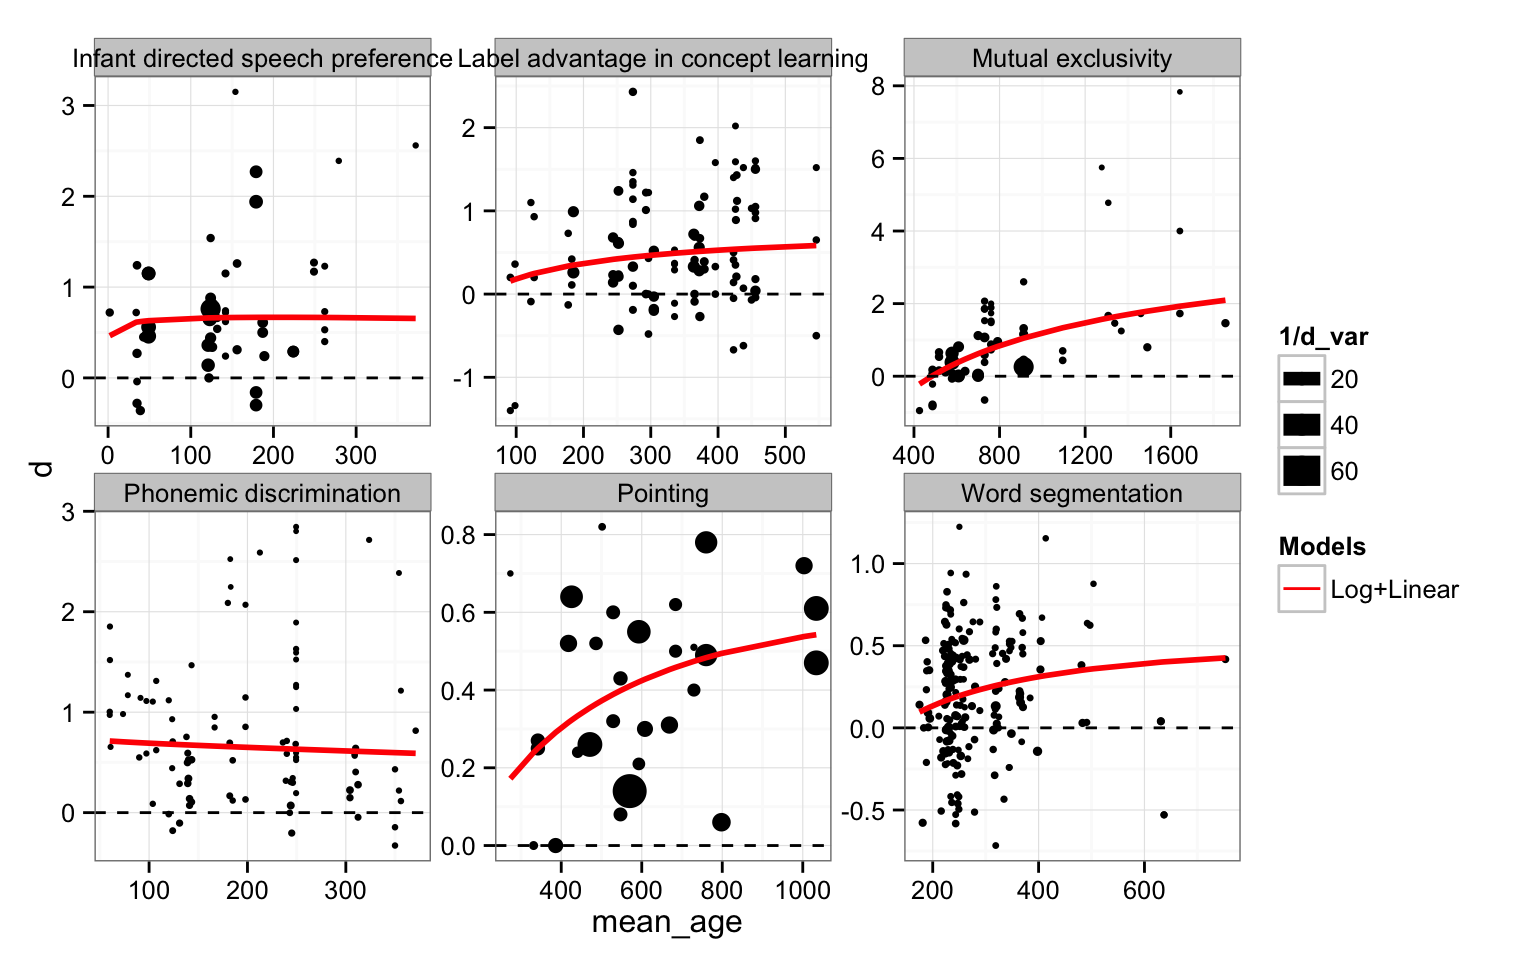 Infant directed speech preference
Label advantage in concept learning
Mutual exclusivity
3
2
1
0
2
1
0
-1
8
6
4
2
0
0 100 200 300
100 200 300 400 500
400 800 1200 1600
d
Phonemic discrimination
Pointing
Word segmentation
3
2
1
0
0.8
0.6
0.4
0.2
0.0
1.0
0.5
0.0
-0.5
100 200 300
400 600 800 1000
200 400 600
mean_age
1/d_var
20
40
60
Models
Log+Linear